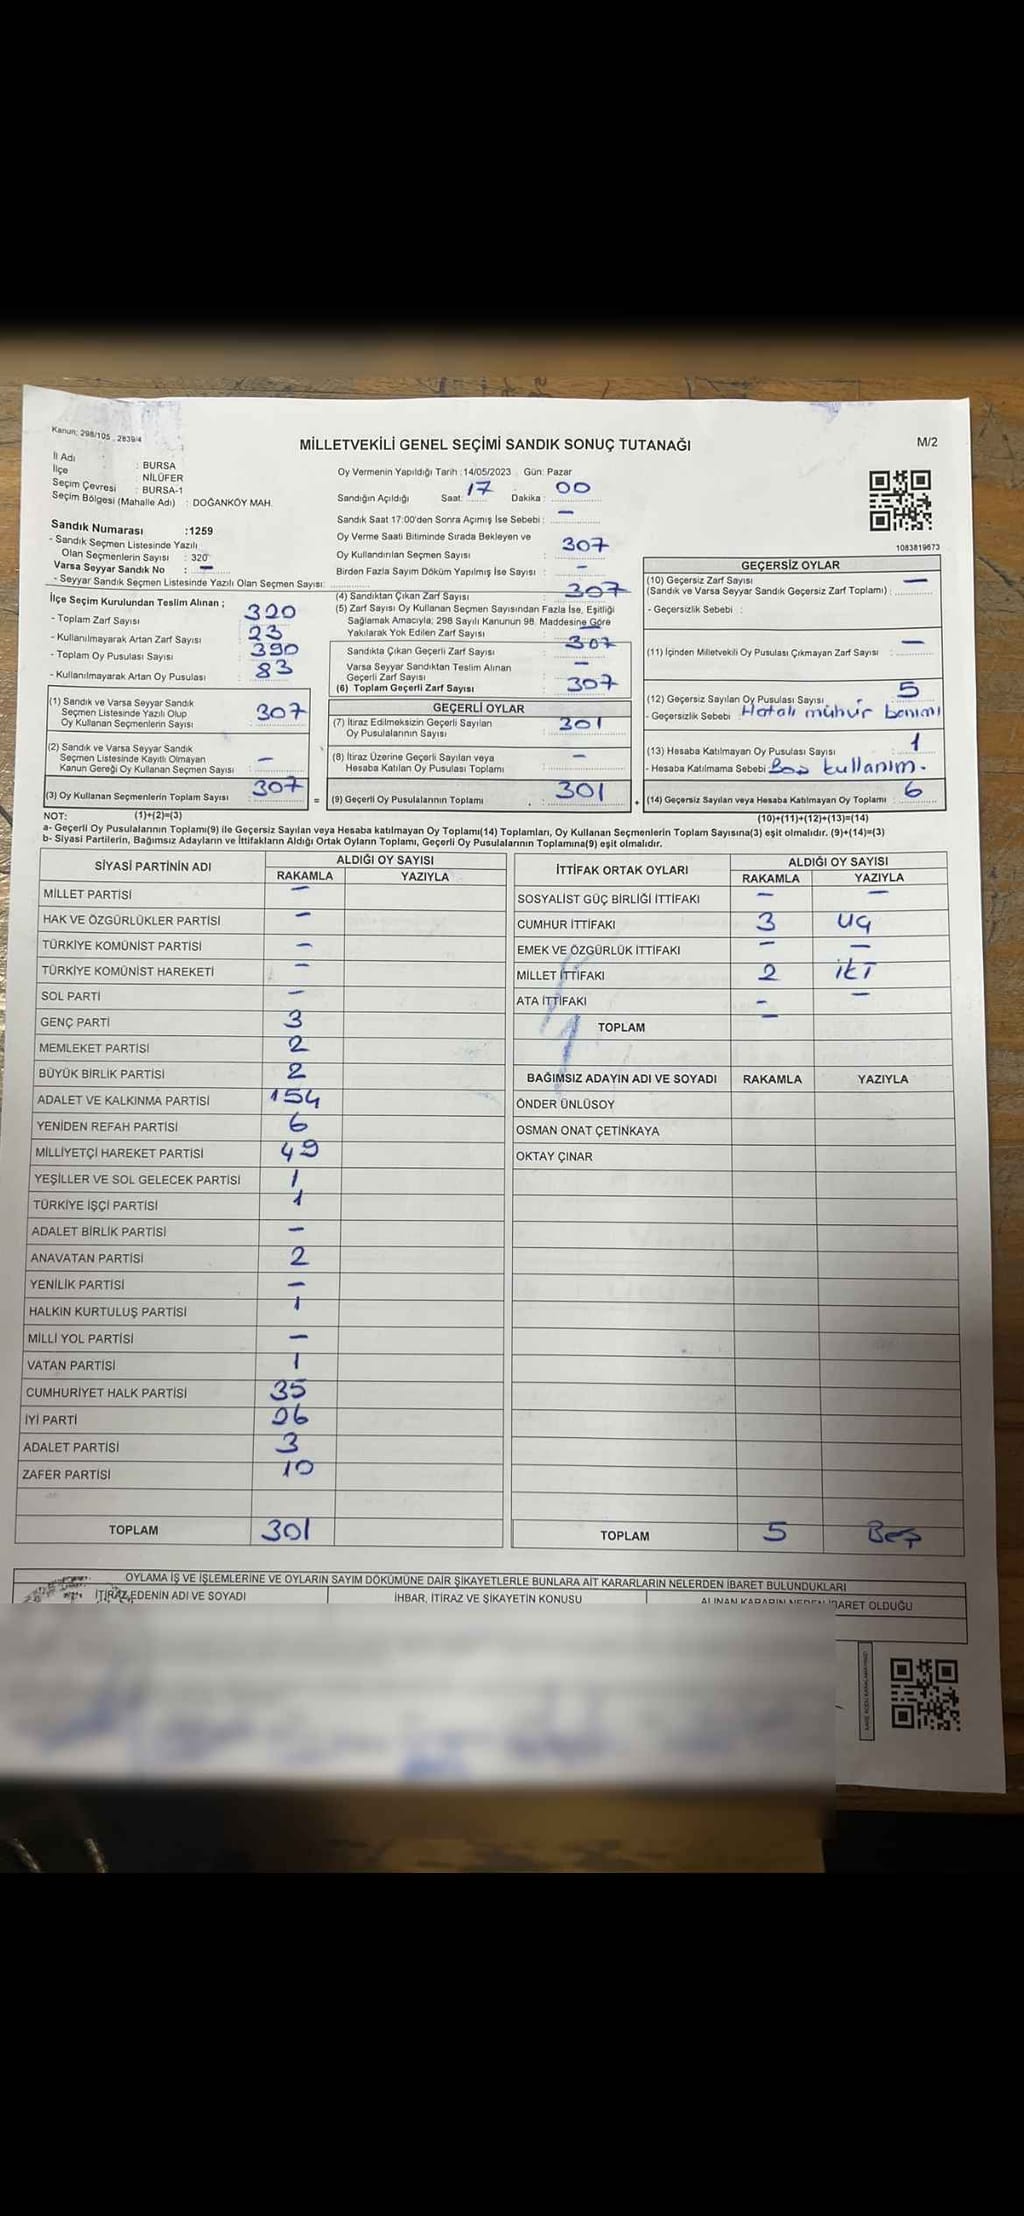 Kanun: 298/105 , 2839/4
MİLLETVEKİLİ GENEL SEÇİMİ SANDIK SONUÇ TUTANAĞI
M/2
İl Adı : BURSA
İlçe : NİLÜFER
Seçim Çevresi : BURSA-1
Seçim Bölgesi (Mahalle Adı) : DOĞANKÖY MAH.
Sandık Numarası :1259
- Sandık Seçmen Listesinde Yazılı
Olan Seçmenlerin Sayısı : 320
Varsa Seyyar Sandık No : —
- Seyyar Sandık Seçmen Listesinde Yazılı Olan Seçmen Sayısı:
İlçe Seçim Kurulundan Teslim Alınan ;
- Toplam Zarf Sayısı : 320
- Kullanılmayarak Artan Zarf Sayısı : 23
- Toplam Oy Pusulası Sayısı : 390
- Kullanılmayarak Artan Oy Pusulası : 83
Oy Vermenin Yapıldığı Tarih :14/05/2023 Gün: Pazar
Sandığın Açıldığı Saat: 17 Dakika : 00
Sandık Saat 17:00'den Sonra Açımış İse Sebebi : —
Oy Verme Saati Bitiminde Sırada Bekleyen ve
Oy Kullandırılan Seçmen Sayısı : 307
Birden Fazla Sayım Döküm Yapılmış İse Sayısı : —
(4) Sandıktan Çıkan Zarf Sayısı : 307
(5) Zarf Sayısı Oy Kullanan Seçmen Sayısından Fazla İse, Eşitliği
Sağlamak Amacıyla; 298 Sayılı Kanunun 98. Maddesine Göre
Yakılarak Yok Edilen Zarf Sayısı : —
Sandıkta Çıkan Geçerli Zarf Sayısı : 307
Varsa Seyyar Sandıktan Teslim Alınan
Geçerli Zarf Sayısı : —
(6) Toplam Geçerli Zarf Sayısı : 307
1083819673
GEÇERSİZ OYLAR
(10) Geçersiz Zarf Sayısı —
(Sandık ve Varsa Seyyar Sandık Geçersiz Zarf Toplamı) :
- Geçersizlik Sebebi :
(11) İçinden Milletvekili Oy Pusulası Çıkmayan Zarf Sayısı : —
(12) Geçersiz Sayılan Oy Pusulası Sayısı : 5
- Geçersizlik Sebebi : Hatalı mühür basımı
(13) Hesaba Katılmayan Oy Pusulası Sayısı : 1
- Hesaba Katılmama Sebebi : Boş kullanım.
(14) Geçersiz Sayılan veya Hesaba Katılmayan Oy Toplamı : 6
(10)+(11)+(12)+(13)=(14)
(1) Sandık ve Varsa Seyyar Sandık
Seçmen Listesinde Yazılı Olup
Oy Kullanan Seçmenlerin Sayısı : 307
(2) Sandık ve Varsa Seyyar Sandık
Seçmen Listesinde Kayıtlı Olmayan
Kanun Gereği Oy Kullanan Seçmen Sayısı : —
(3) Oy Kullanan Seçmenlerin Toplam Sayısı : 307
=
GEÇERLİ OYLAR
(7) İtiraz Edilmeksizin Geçerli Sayılan
Oy Pusulalarının Sayısı : 301
(8) İtiraz Üzerine Geçerli Sayılan veya
Hesaba Katılan Oy Pusulası Toplamı : —
(9) Geçerli Oy Pusulalarının Toplamı : 301
+
NOT: (1)+(2)=(3)
a- Geçerli Oy Pusulalarının Toplamı(9) ile Geçersiz Sayılan veya Hesaba katılmayan Oy Toplamı(14) Toplamları, Oy Kullanan Seçmenlerin Toplam Sayısına(3) eşit olmalıdır. (9)+(14)=(3)
b- Siyasi Partilerin, Bağımsız Adayların ve İttifakların Aldığı Ortak Oyların Toplamı, Geçerli Oy Pusulalarının Toplamına(9) eşit olmalıdır.
SİYASİ PARTİNİN ADI ALDIĞI OY SAYISI
RAKAMLA YAZIYLA
MİLLET PARTİSİ —
HAK VE ÖZGÜRLÜKLER PARTİSİ —
TÜRKİYE KOMÜNİST PARTİSİ —
TÜRKİYE KOMÜNİST HAREKETİ —
SOL PARTİ —
GENÇ PARTİ 3
MEMLEKET PARTİSİ 2
BÜYÜK BİRLİK PARTİSİ 2
ADALET VE KALKINMA PARTİSİ 154
YENİDEN REFAH PARTİSİ 6
MİLLİYETÇİ HAREKET PARTİSİ 49
YEŞİLLER VE SOL GELECEK PARTİSİ 1
TÜRKİYE İŞÇİ PARTİSİ 1
ADALET BİRLİK PARTİSİ —
ANAVATAN PARTİSİ 2
YENİLİK PARTİSİ —
HALKIN KURTULUŞ PARTİSİ 1
MİLLİ YOL PARTİSİ —
VATAN PARTİSİ 1
CUMHURİYET HALK PARTİSİ 35
İYİ PARTİ 26
ADALET PARTİSİ 3
ZAFER PARTİSİ 10
TOPLAM 301
İTTİFAK ORTAK OYLARI ALDIĞI OY SAYISI
RAKAMLA YAZIYLA
SOSYALİST GÜÇ BİRLİĞİ İTTİFAKI — —
CUMHUR İTTİFAKI 3 Uç
EMEK VE ÖZGÜRLÜK İTTİFAKI — —
MİLLET İTTİFAKI 2 iki
ATA İTTİFAKI — —
TOPLAM —
BAĞIMSIZ ADAYIN ADI VE SOYADI RAKAMLA YAZIYLA
ÖNDER ÜNLÜSOY
OSMAN ONAT ÇETİNKAYA
OKTAY ÇINAR
TOPLAM 5 Beş
OYLAMA İŞ VE İŞLEMLERİNE VE OYLARIN SAYIM DÖKÜMÜNE DAİR ŞİKAYETLERLE BUNLARA AİT KARARLARIN NELERDEN İBARET BULUNDUKLARI
İTİRAZ EDENİN ADI VE SOYADI İHBAR, İTİRAZ VE ŞİKAYETİN KONUSU ALINAN KARARIN NEDEN İBARET OLDUĞU